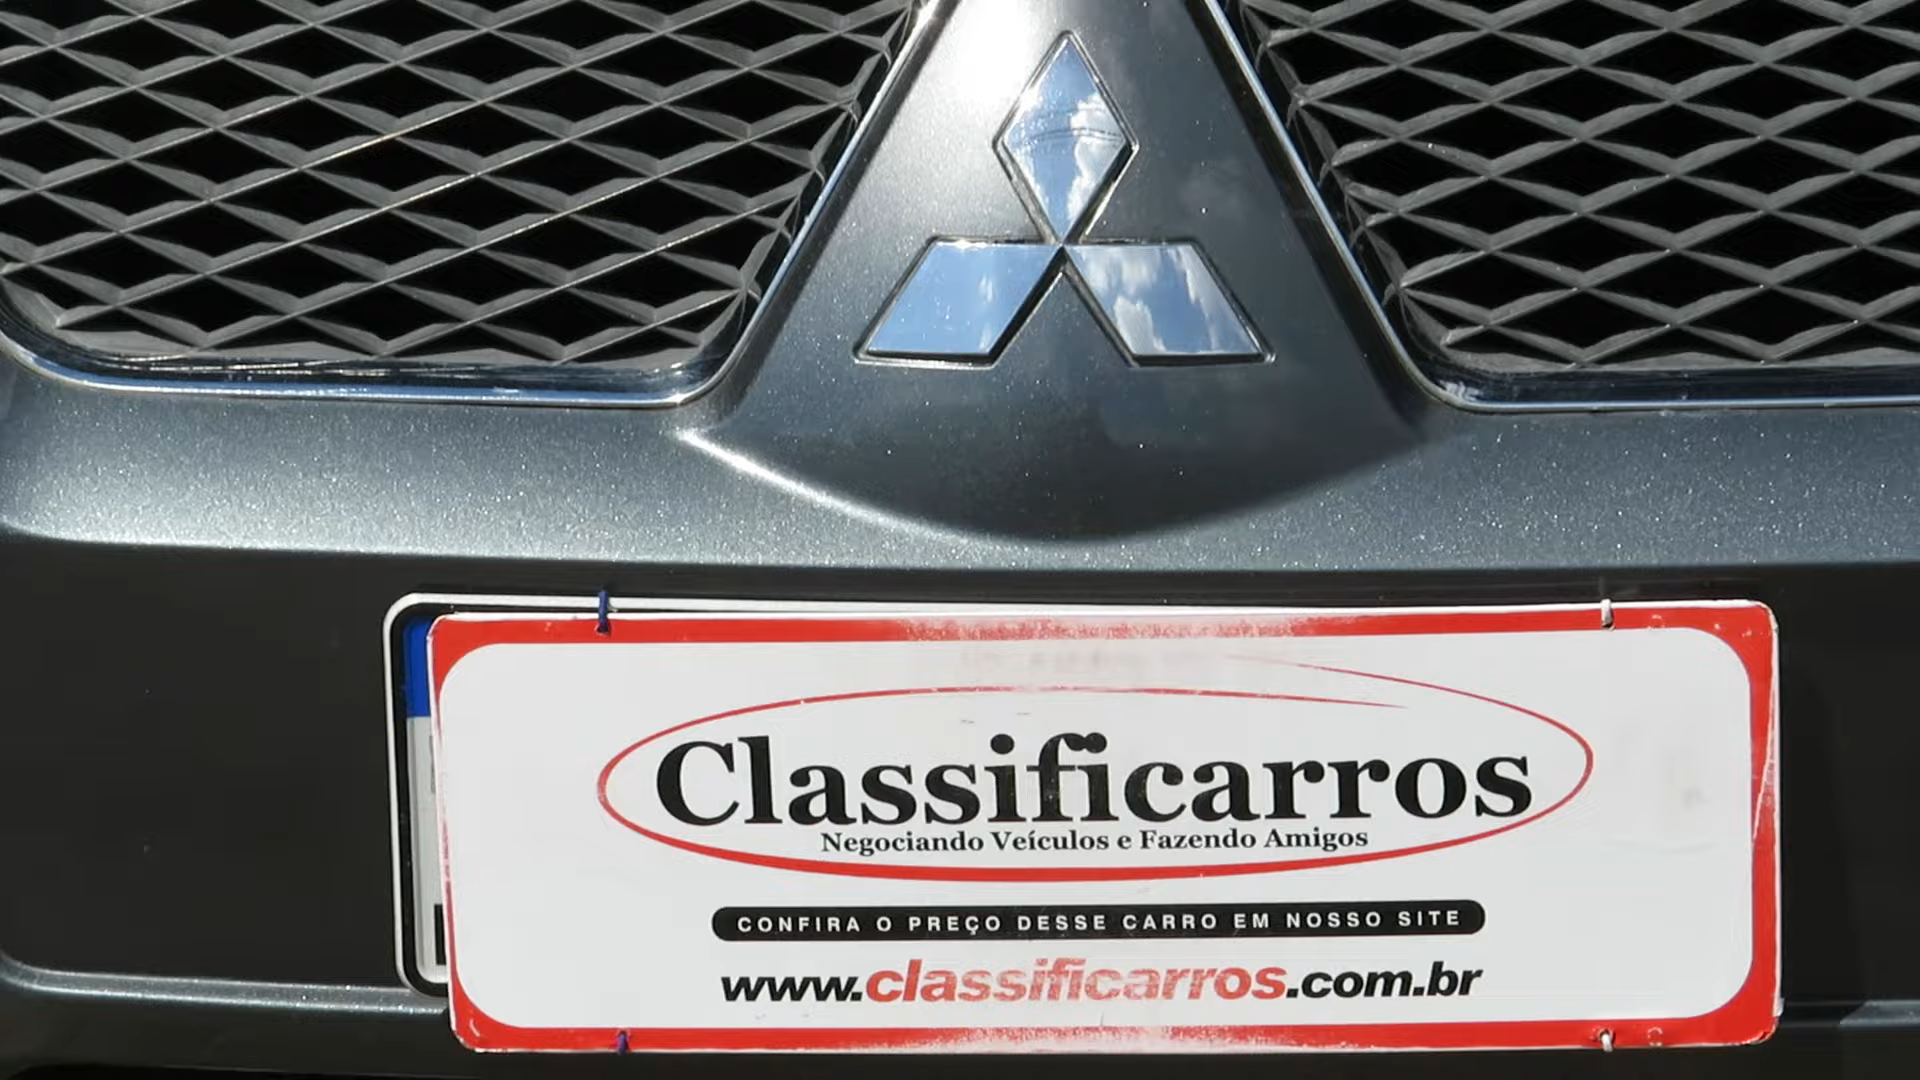 Classificarros
Negociando Veículos e Fazendo Amigos
CONFIRA O PREÇO DESSE CARRO EM NOSSO SITE
www.classificarros.com.br